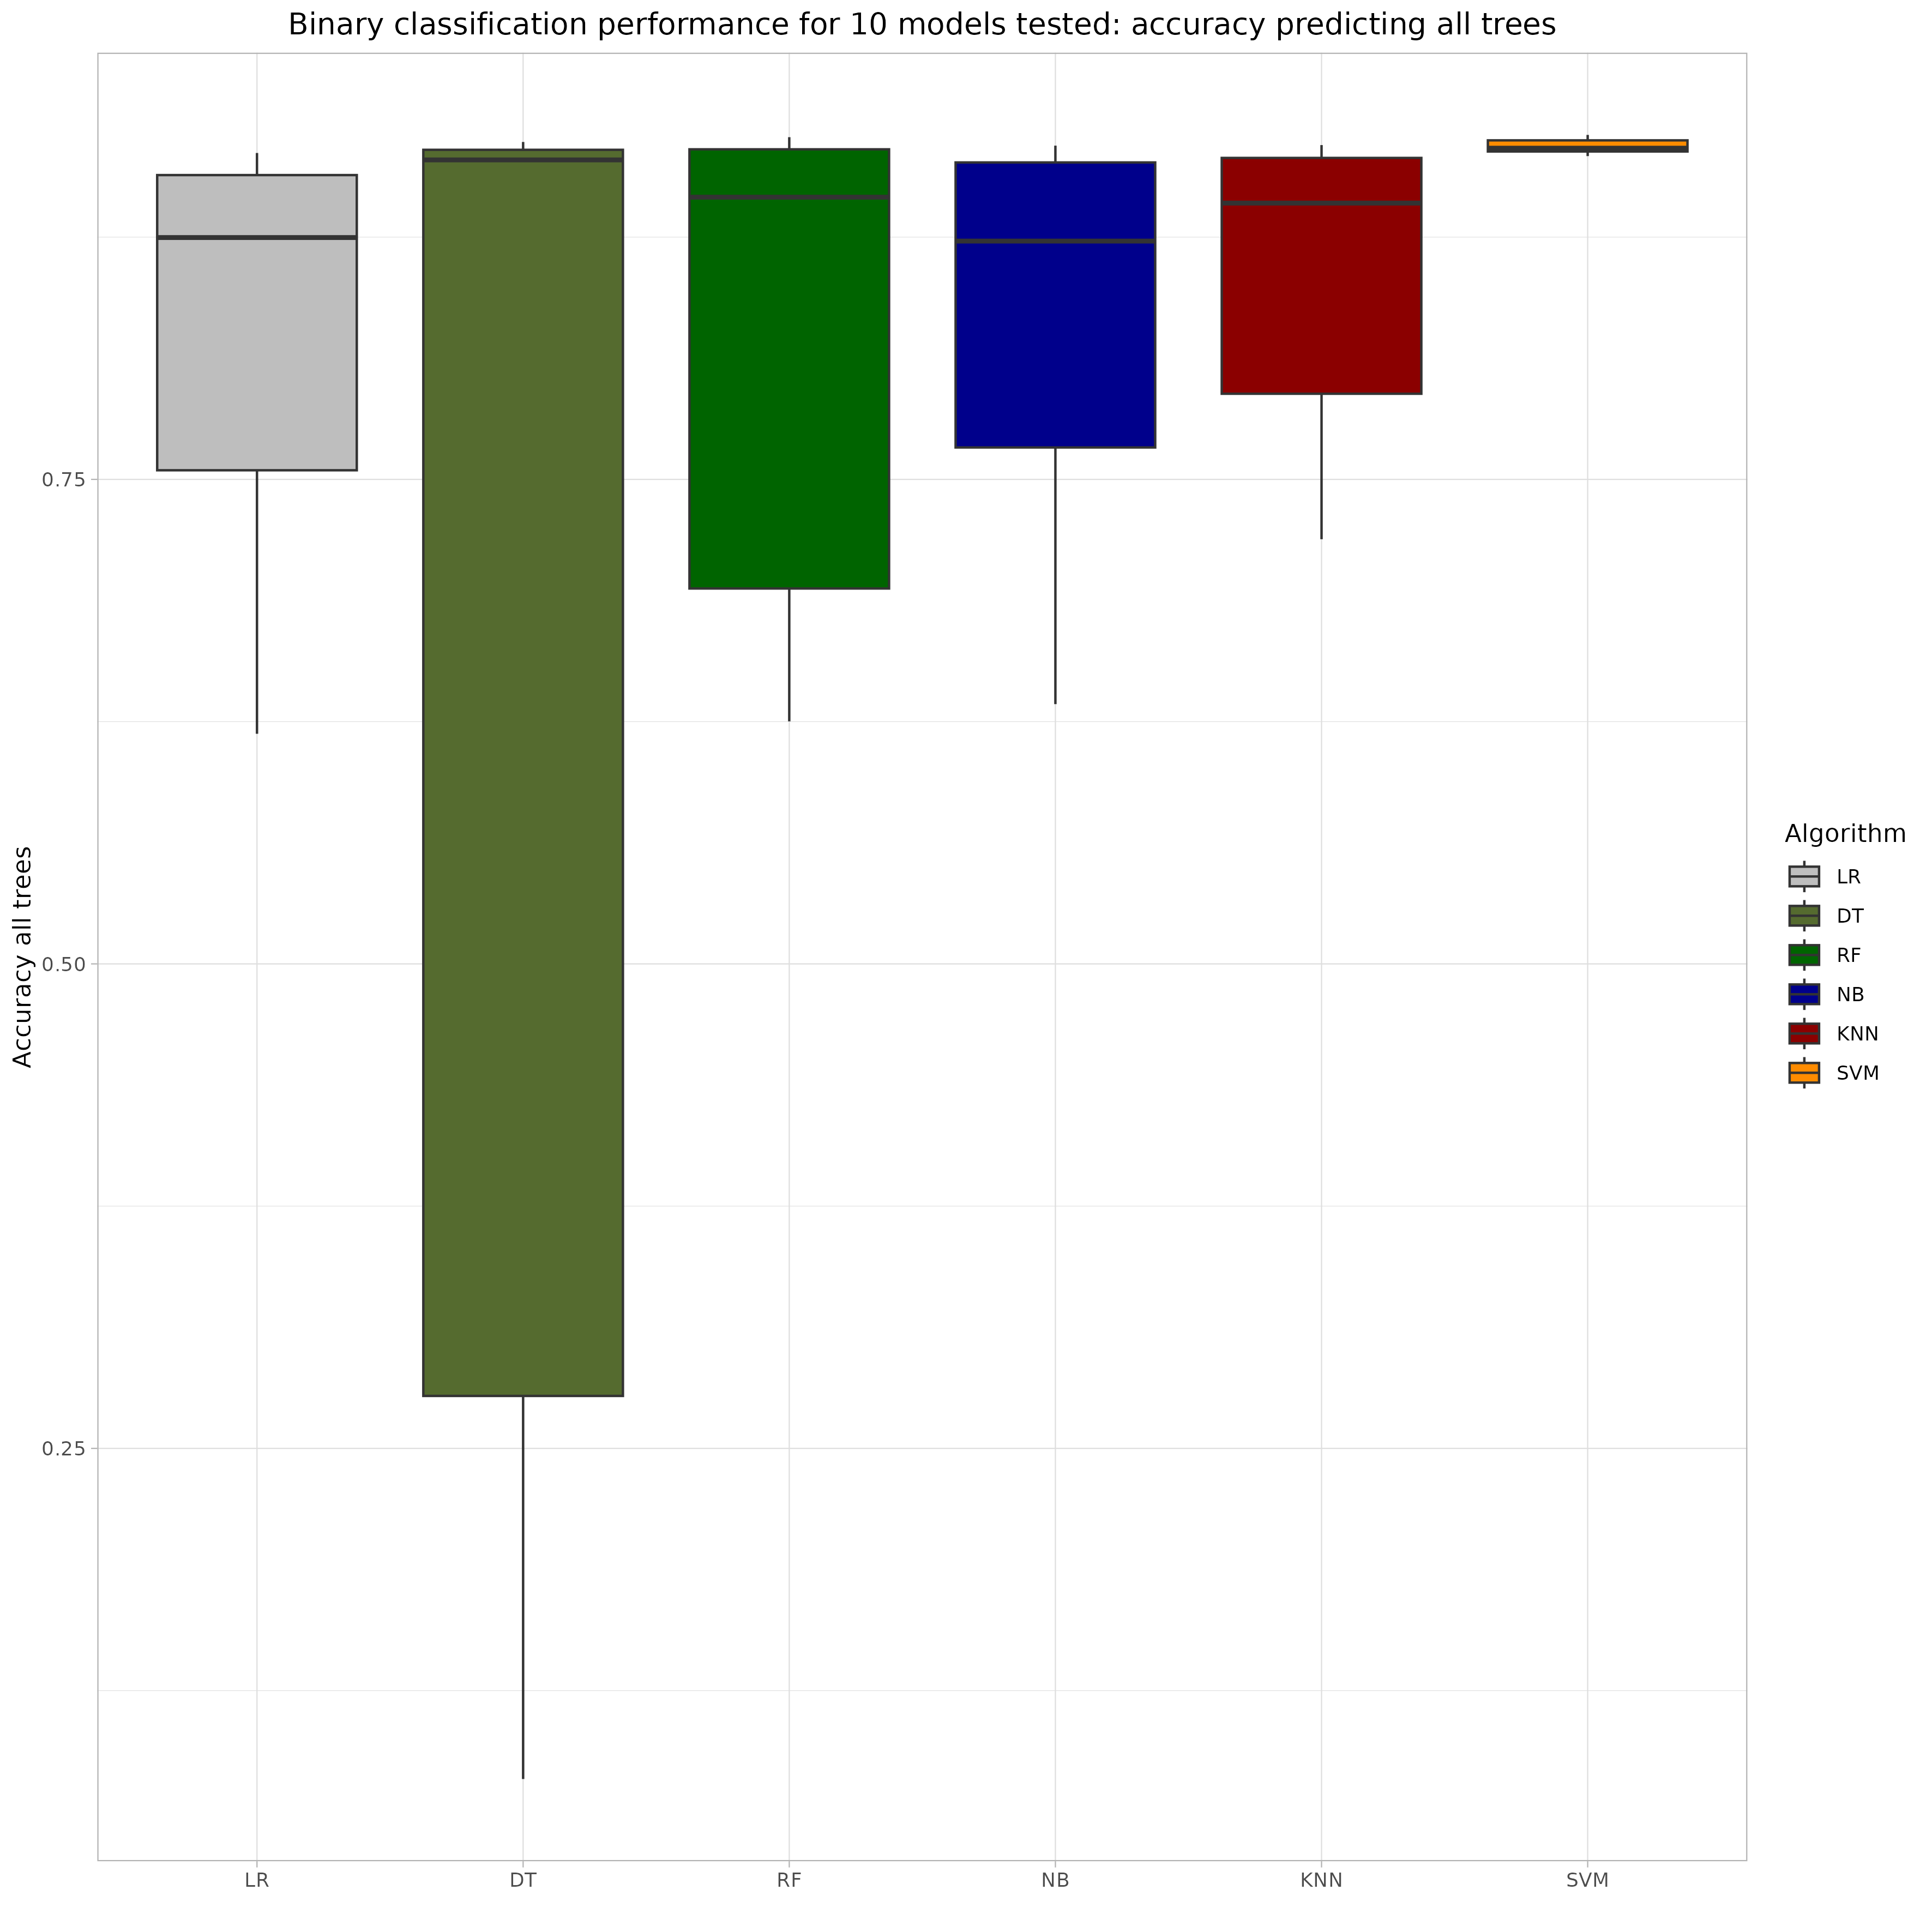 Binary classification performance for 10 models tested: accuracy predicting all trees
Accuracy all trees
0.75
0.50
0.25
LR
DT
RF
NB
KNN
SVM
Algorithm
LR
DT
RF
NB
KNN
SVM